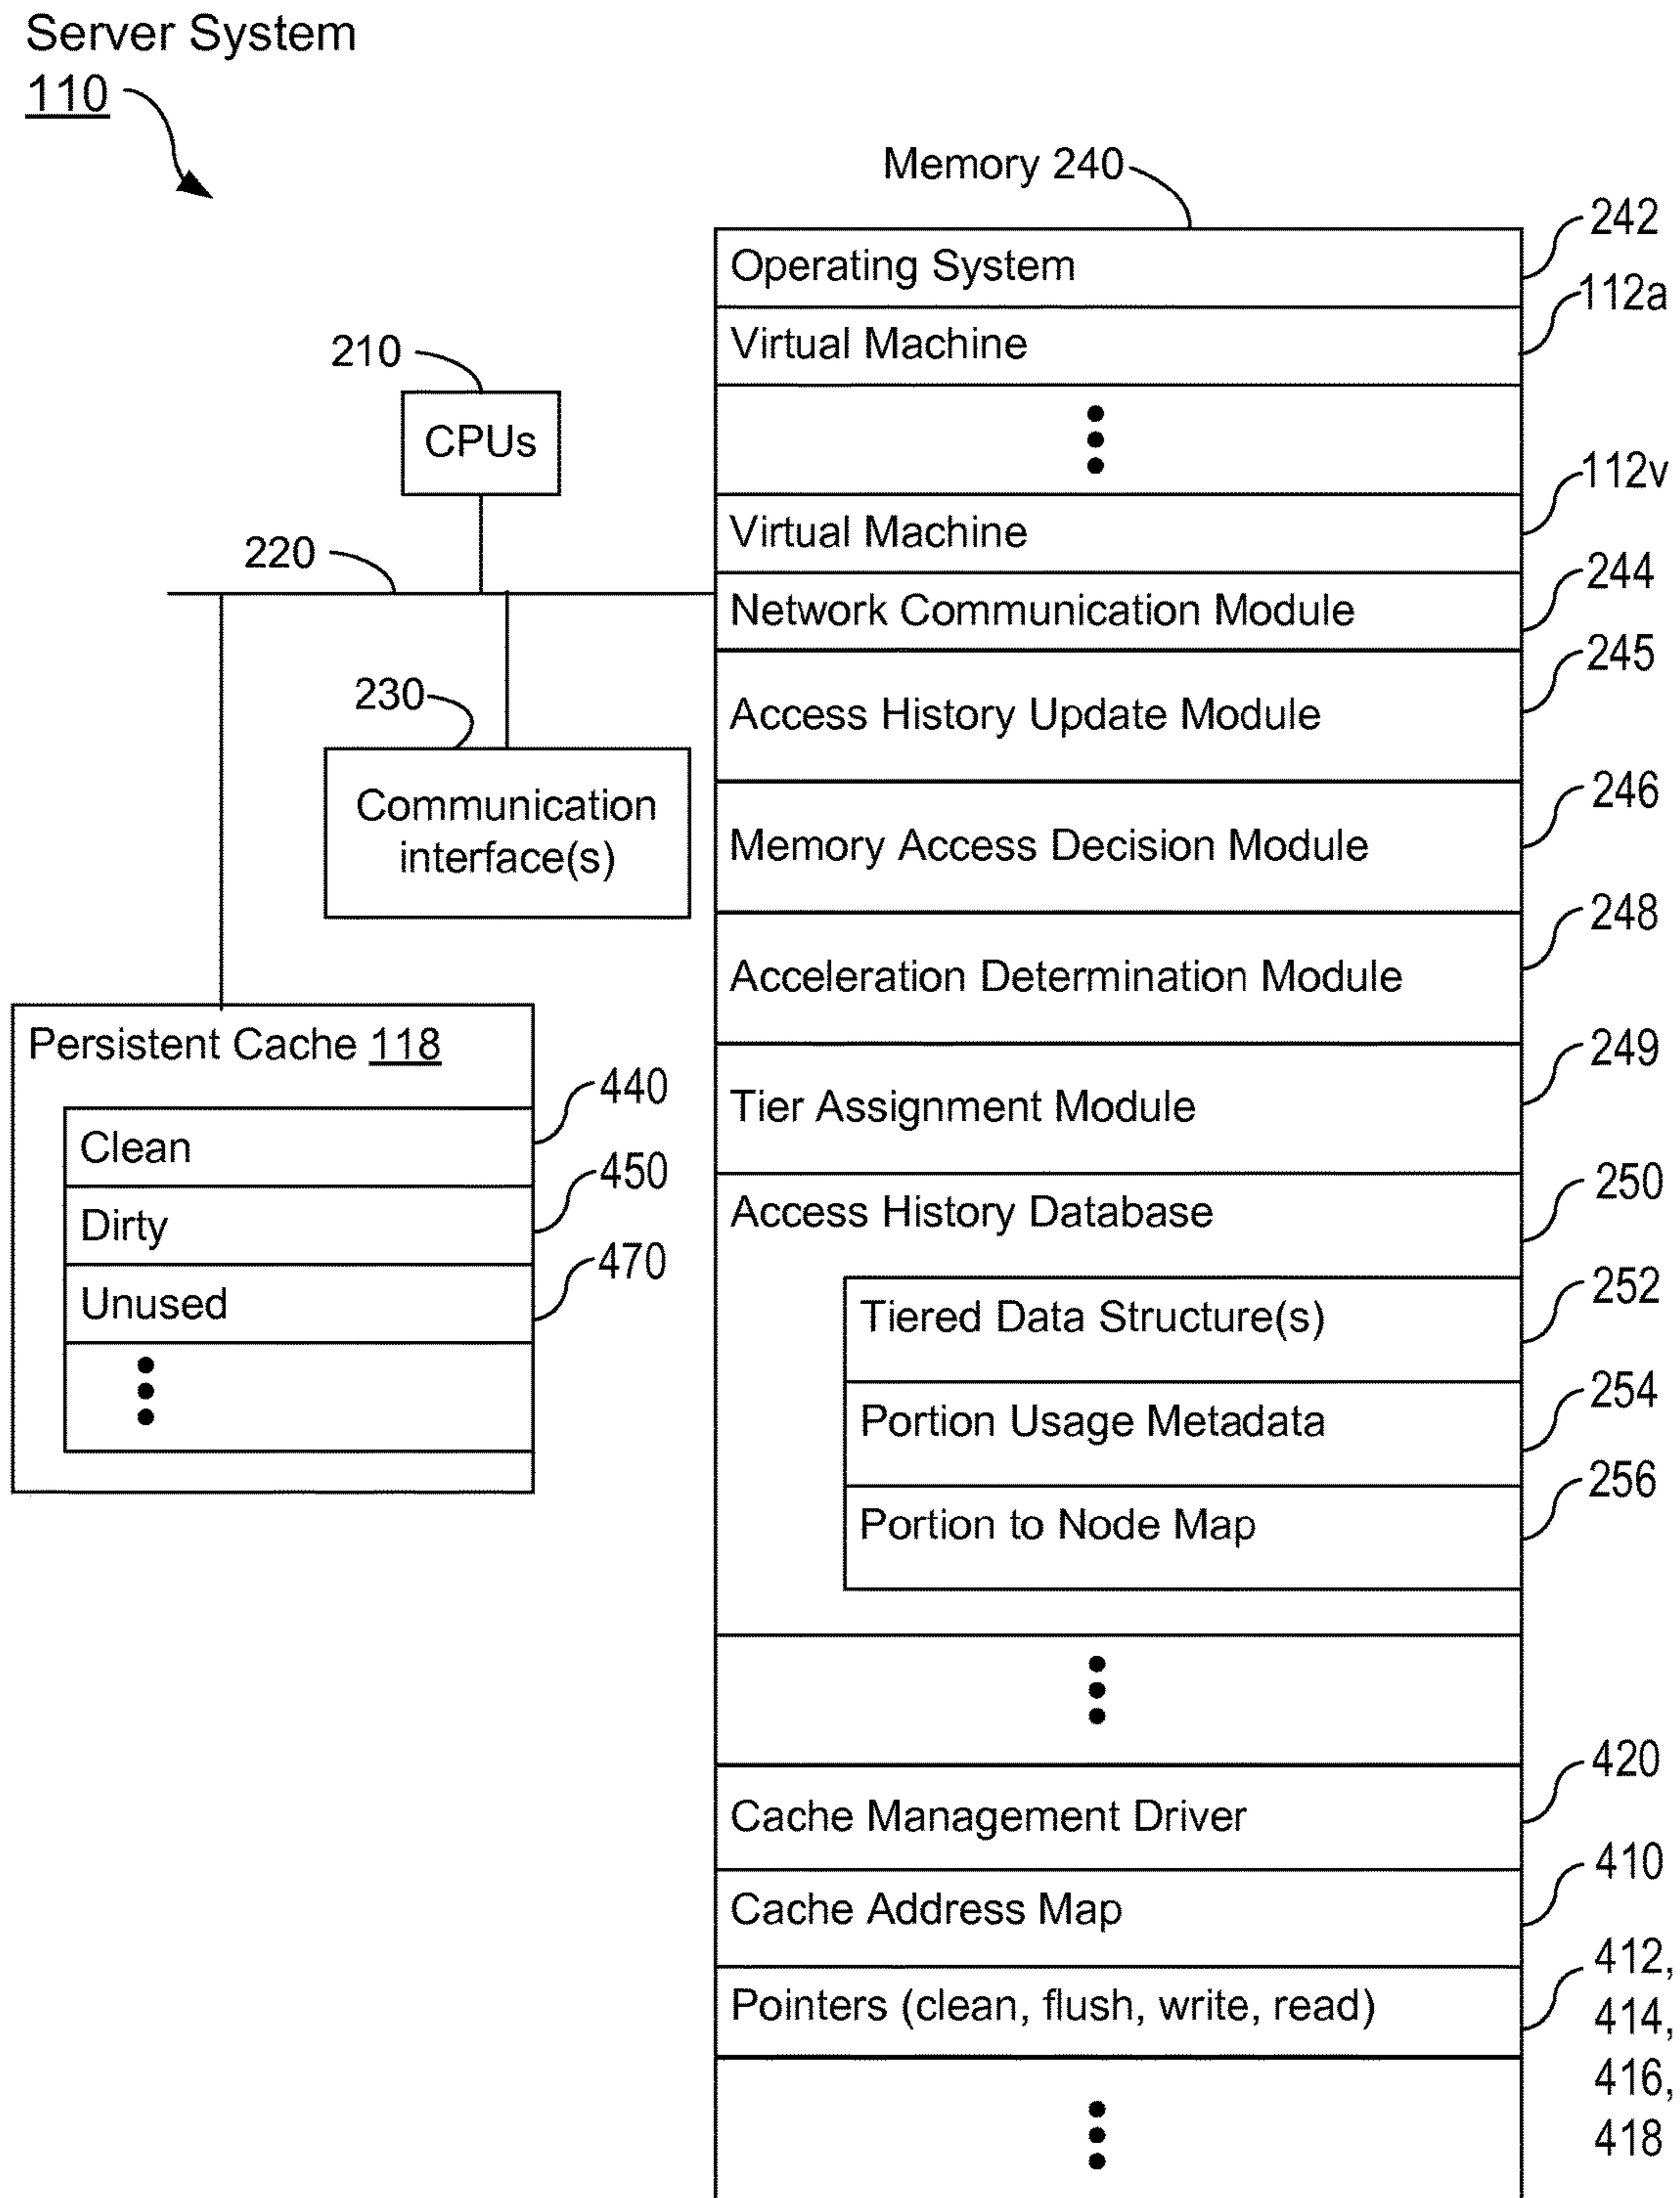 Server System
110
Memory 240
242
Operating System
112a
Virtual Machine
210
CPUs
112v
Virtual Machine
220
244
Network Communication Module
245
Access History Update Module
230
Communication
interface(s)
246
Memory Access Decision Module
248
Acceleration Determination Module
Persistent Cache 118
249
440
Clean
Tier Assignment Module
450
Dirty
250
Access History Database
470
Unused
252
Tiered Data Structure(s)
254
Portion Usage Metadata
256
Portion to Node Map
420
Cache Management Driver
410
Cache Address Map
412,
Pointers (clean, flush, write, read)
414,
416,
418